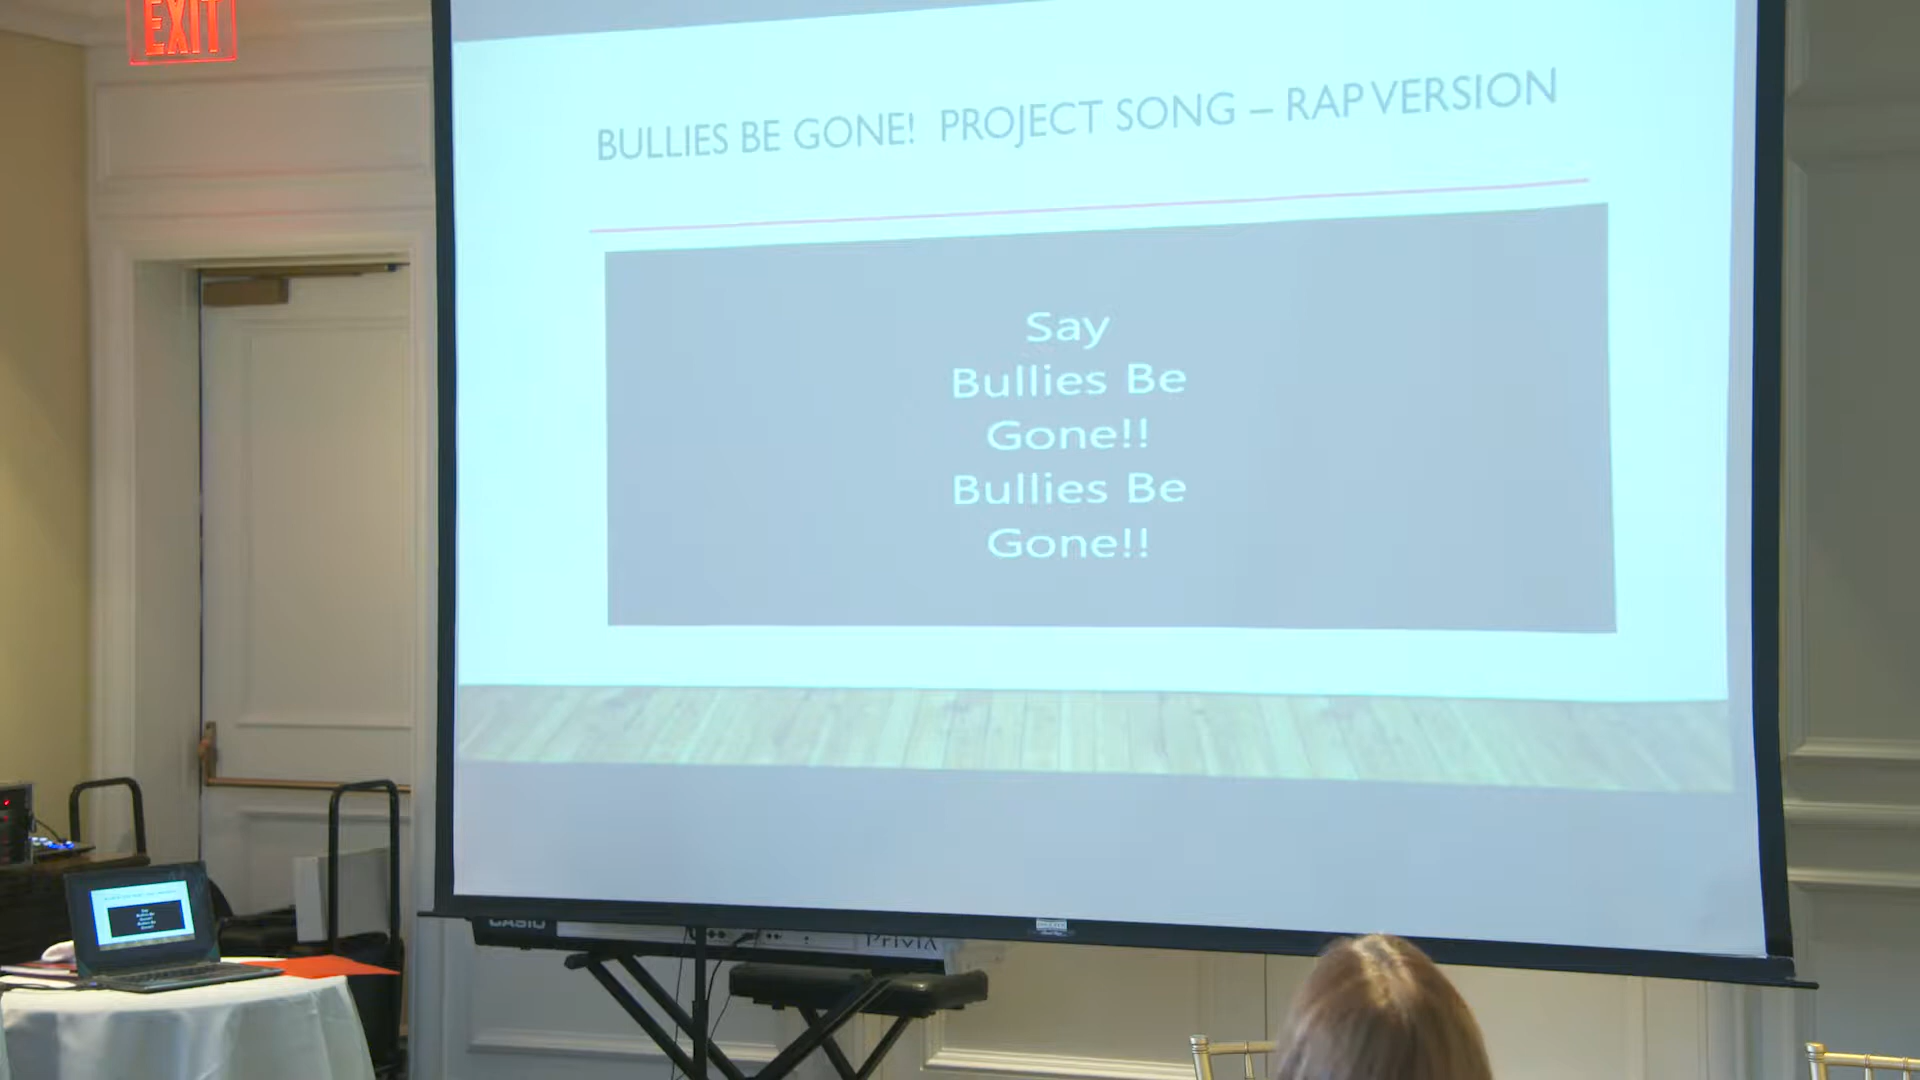 EXIT
BULLIES BE GONE! PROJECT SONG – RAP VERSION
Say
Bullies Be
Gone!!
Bullies Be
Gone!!
CASIO
PRIVIA